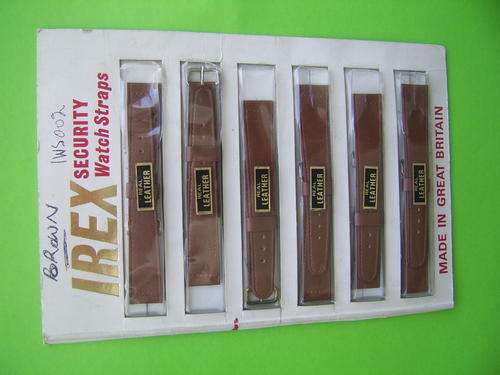 BROWN IWS002
IREX
SECURITY
Watch Straps
REAL
LEATHER
REAL
LEATHER
REAL
LEATHER
REAL
LEATHER
REAL
LEATHER
REAL
LEATHER
MADE IN GREAT BRITAIN